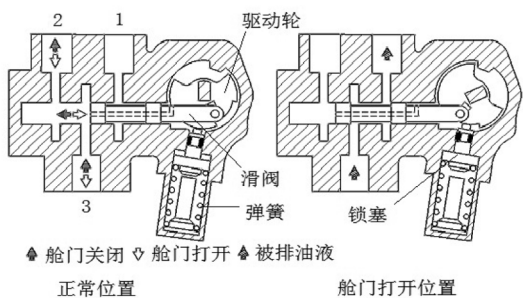 2
1
驱动轮
滑阀
弹簧
3
锁塞
舱门关闭 舱门打开 被排油液
正常位置
舱门打开位置